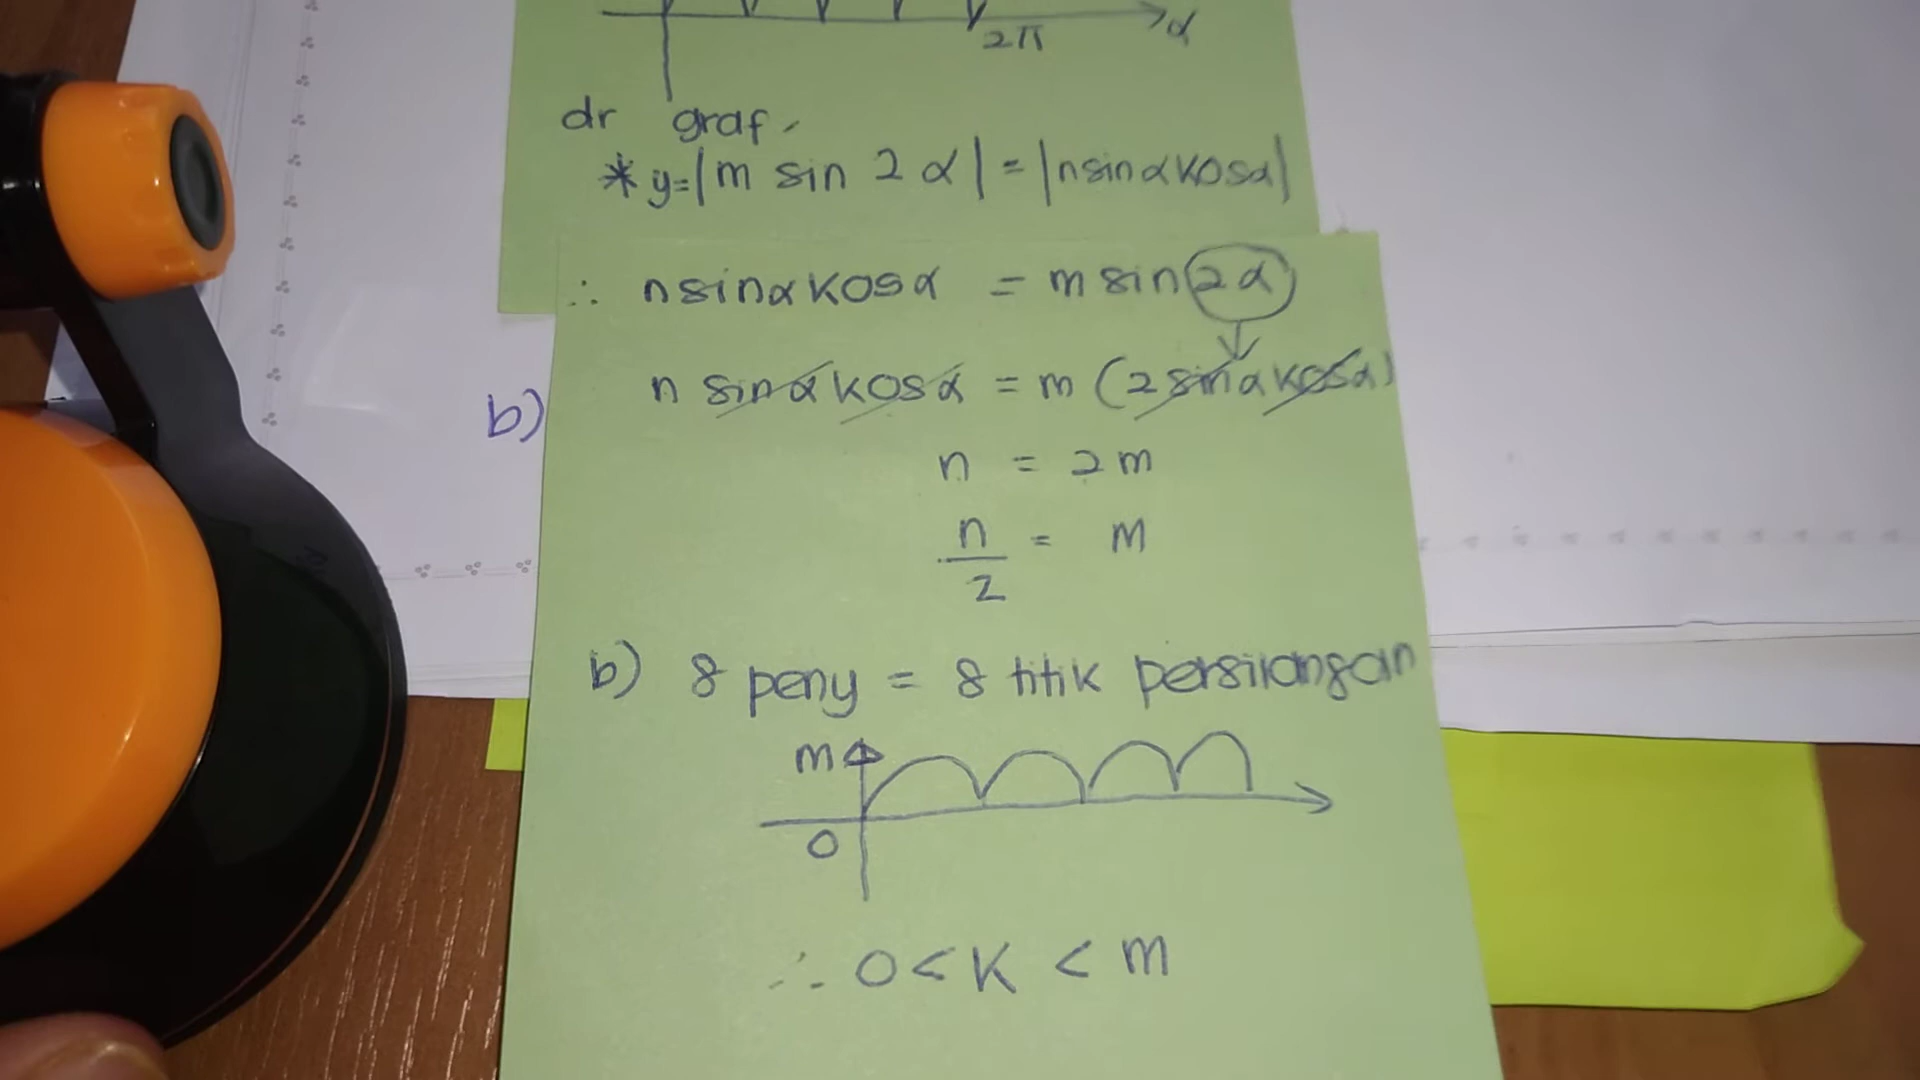 2π α
dr graf,
* y = |m sin 2α| = |n sin α kos α|
∴ n sin α kos α = m sin 2α
n sin α kos α = m (2 sin α kos α)
b)
n = 2m
n/2 = m
b) 8 peny = 8 titik persilangan
m
0
∴ 0 < K < m